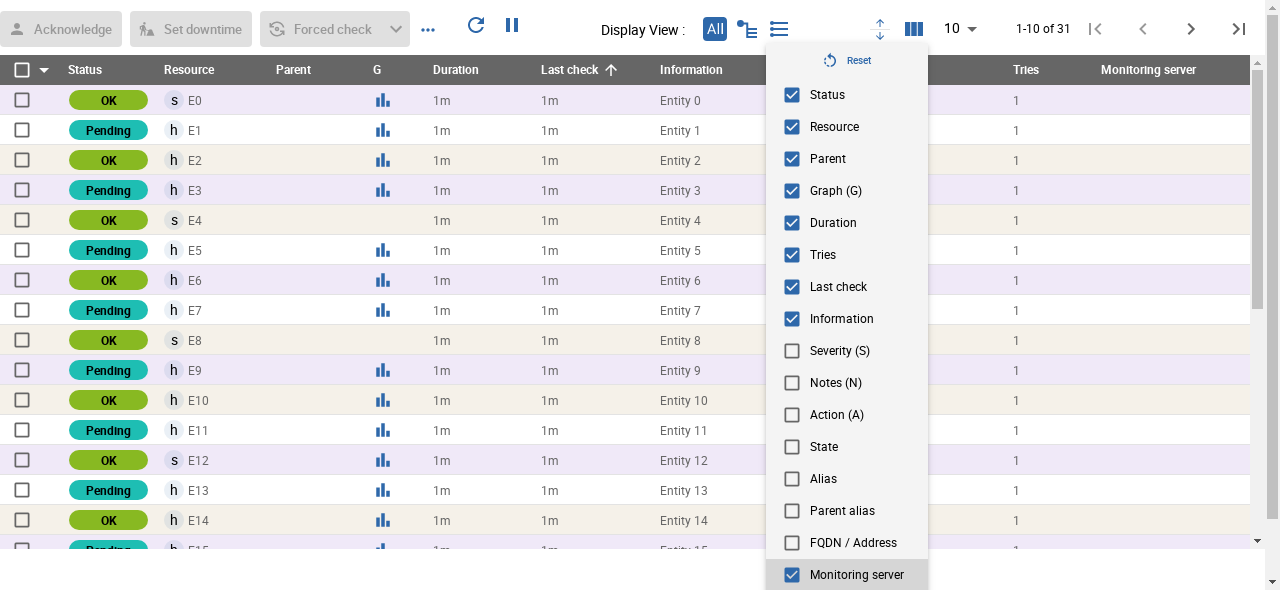 Acknowledge Set downtime Forced check Display View : All 10 1-10 of 31
Status Resource Parent G Duration Last check Information Tries Monitoring server
OK s E0 1m 1m Entity 0 1
Pending h E1 1m 1m Entity 1 1
OK h E2 1m 1m Entity 2 1
Pending h E3 1m 1m Entity 3 1
OK s E4 1m 1m Entity 4 1
Pending h E5 1m 1m Entity 5 1
OK h E6 1m 1m Entity 6 1
Pending h E7 1m 1m Entity 7 1
OK s E8 1m 1m Entity 8 1
Pending h E9 1m 1m Entity 9 1
OK h E10 1m 1m Entity 10 1
Pending h E11 1m 1m Entity 11 1
OK s E12 1m 1m Entity 12 1
Pending h E13 1m 1m Entity 13 1
OK h E14 1m 1m Entity 14 1
Reset
Status
Resource
Parent
Graph (G)
Duration
Tries
Last check
Information
Severity (S)
Notes (N)
Action (A)
State
Alias
Parent alias
FQDN / Address
Monitoring server